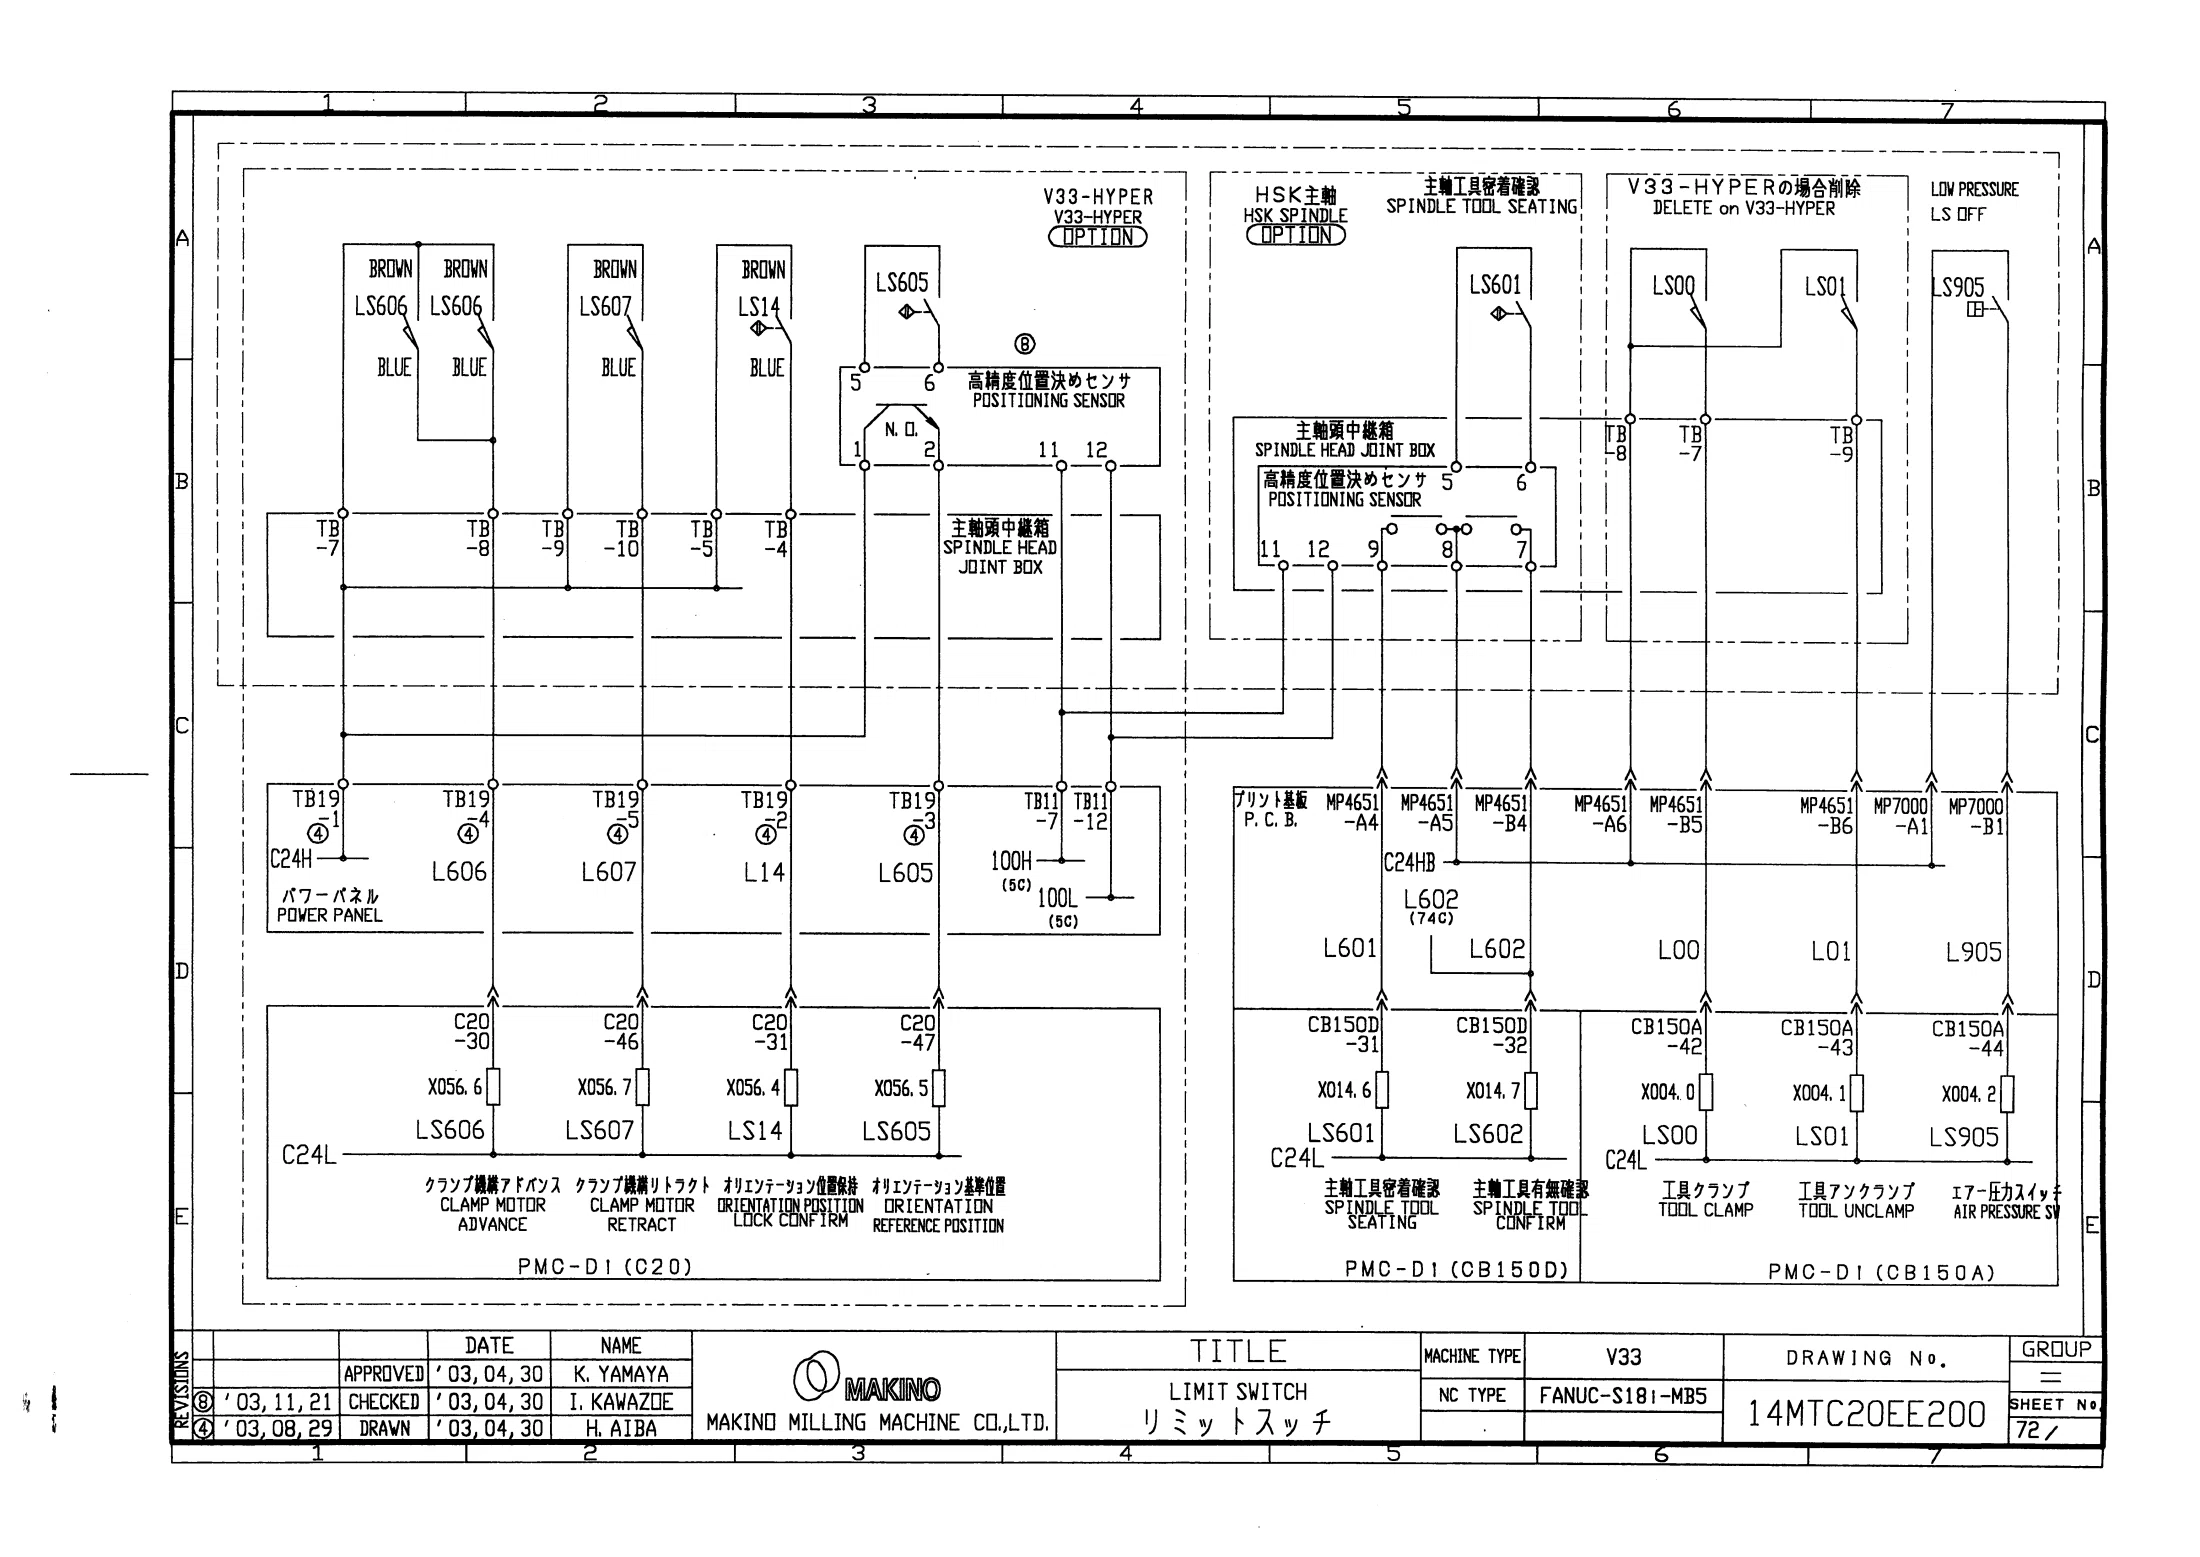 1 2 3 4 5 6 7
V33-HYPER
V33-HYPER
OPTION
HSK主軸
HSK SPINDLE
OPTION
主軸工具密着確認
SPINDLE TOOL SEATING
V33-HYPERの場合削除
DELETE on V33-HYPER
LOW PRESSURE
LS OFF
A A
BROWN BROWN BROWN BROWN
LS606 LS606 LS607 LS14 LS605 LS601 LS00 LS01 LS905
BLUE BLUE BLUE BLUE
⑧
5 6
高精度位置決めセンサ
POSITIONING SENSOR
N.O.
1 2 11 12
主軸頭中継箱
SPINDLE HEAD JOINT BOX
高精度位置決めセンサ
POSITIONING SENSOR
5 6
11 12 9 8 7
TB TB TB
-8 -7 -9
B B
TB TB TB TB TB TB
-7 -8 -9 -10 -5 -4
主軸頭中継箱
SPINDLE HEAD
JOINT BOX
C C
TB19 TB19 TB19 TB19 TB19 TB11 TB11
-1 -4 -5 -2 -3 -7 -12
④ ④ ④ ④ ④
C24H L606 L607 L14 L605
100H
(5C)
100L
(5C)
パワーパネル
POWER PANEL
プリント基板
P. C. B.
MP4651 MP4651 MP4651 MP4651 MP4651 MP4651 MP7000 MP7000
-A4 -A5 -B4 -A6 -B5 -B6 -A1 -B1
C24HB
L602
(74C)
L601 L602 L00 L01 L905
D D
C20 C20 C20 C20
-30 -46 -31 -47
X056.6 X056.7 X056.4 X056.5
LS606 LS607 LS14 LS605
C24L
クランプ機構アドバンス クランプ機構リトラクト オリエンテーション位置保持 オリエンテーション基準位置
CLAMP MOTOR CLAMP MOTOR ORIENTATION POSITION ORIENTATION
ADVANCE RETRACT LOCK CONFIRM REFERENCE POSITION
PMC-DI(C20)
CB150D CB150D CB150A CB150A CB150A
-31 -32 -42 -43 -44
X014.6 X014.7 X004.0 X004.1 X004.2
LS601 LS602 LS00 LS01 LS905
C24L C24L
主軸工具密着確認 主軸工具有無確認 工具クランプ 工具アンクランプ エアー圧力スイッチ
SPINDLE TOOL SPINDLE TOOL TOOL CLAMP TOOL UNCLAMP AIR PRESSURE SW
SEATING CONFIRM
PMC-DI(CB150D) PMC-DI(CB150A)
E E
REVISIONS
DATE NAME
APPROVED '03,04,30 K. YAMAYA
⑧ '03,11,21 CHECKED '03,04,30 I. KAWAZOE
④ '03,08,29 DRAWN '03,04,30 H. AIBA
MAKINO
MAKINO MILLING MACHINE CO.,LTD.
TITLE
LIMIT SWITCH
リミットスッチ
MACHINE TYPE V33
NC TYPE FANUC-S18i-MB5
DRAWING No.
14MTC20EE200
GROUP
=
SHEET No.
72/
1 2 3 4 5 6 7